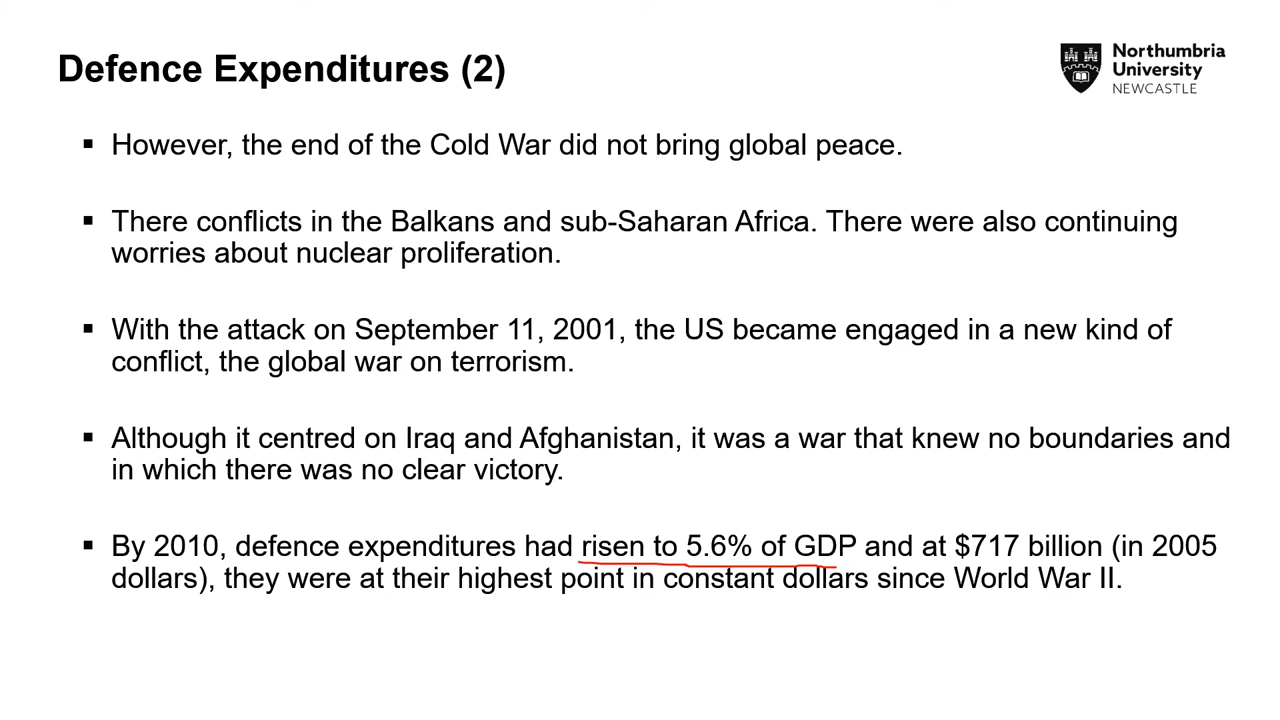 Defence Expenditures (2)
Northumbria
University
NEWCASTLE
▪ However, the end of the Cold War did not bring global peace.
▪ There conflicts in the Balkans and sub-Saharan Africa. There were also continuing
worries about nuclear proliferation.
▪ With the attack on September 11, 2001, the US became engaged in a new kind of
conflict, the global war on terrorism.
▪ Although it centred on Iraq and Afghanistan, it was a war that knew no boundaries and
in which there was no clear victory.
▪ By 2010, defence expenditures had risen to 5.6% of GDP and at $717 billion (in 2005
dollars), they were at their highest point in constant dollars since World War II.